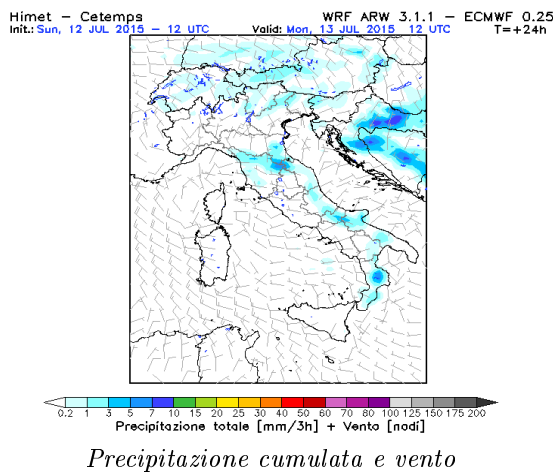 Himet – Cetemps WRF ARW 3.1.1 – ECMWF 0.25
Init.: Sun, 12 JUL 2015 – 12 UTC Valid: Mon, 13 JUL 2015 12 UTC T=+24h
0.2 1 3 5 7 10 15 20 25 30 40 50 60 70 80 100 125 150 175 200
Precipitazione totale [mm/3h] + Vento [nodi]
Precipitazione cumulata e vento